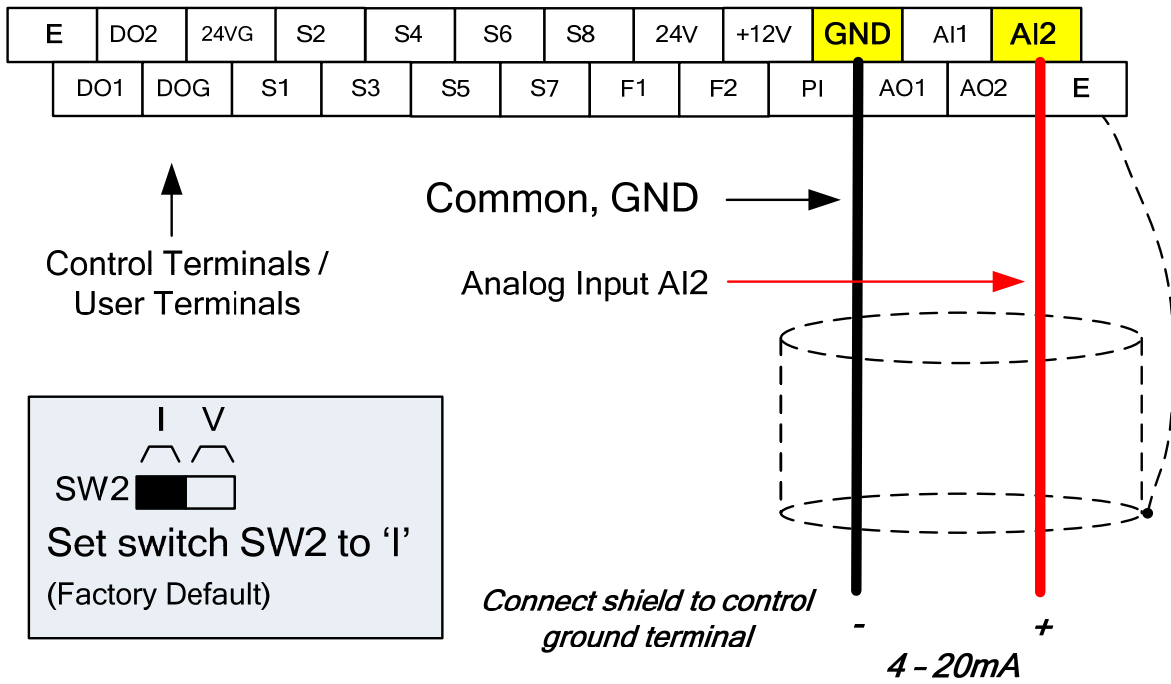 E DO2 24VG S2 S4 S6 S8 24V +12V GND AI1 AI2
DO1 DOG S1 S3 S5 S7 F1 F2 PI AO1 AO2 E
Common, GND
Control Terminals /
User Terminals
Analog Input AI2
I V
SW2
Set switch SW2 to ‘I’
(Factory Default)
Connect shield to control
ground terminal
- +
4 – 20mA